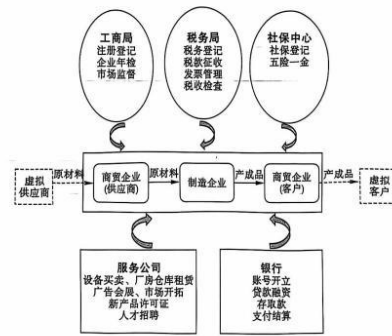 工商局
注册登记
企业年检
市场监督
税务局
税务登记
税款征收
发票管理
税收检查
社保中心
社保登记
五险一金
虚拟
供应商
原材料
商贸企业
(供应商)
原材料
制造企业
产成品
商贸企业
(客户)
产成品
虚拟
客户
服务公司
设备买卖、厂房仓库租赁
广告会展、市场开拓
新产品许可证
人才招聘
银行
账号开立
贷款融资
存取款
支付结算